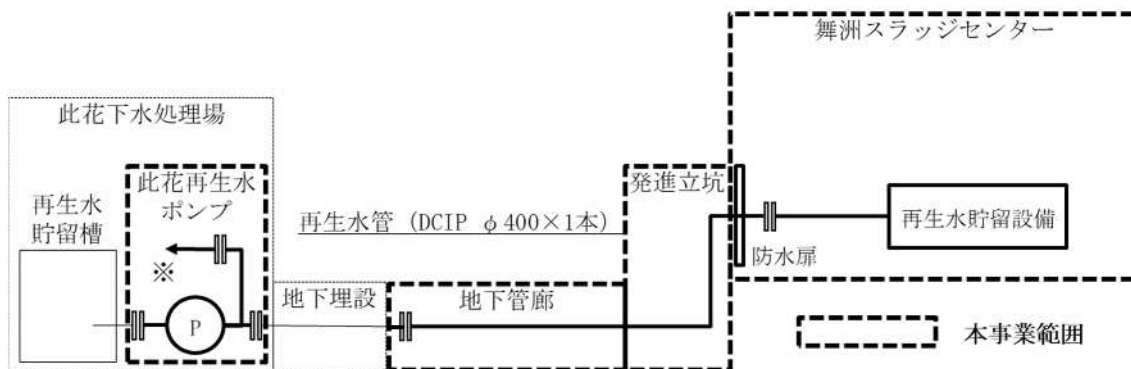 舞洲スラッジセンター
此花下水処理場
此花再生水
ポンプ
発進立坑
再生水
貯留槽
再生水管 (DCIP φ400×1本)
再生水貯留設備
防水扉
※
地下埋設
地下管廊
P
本事業範囲